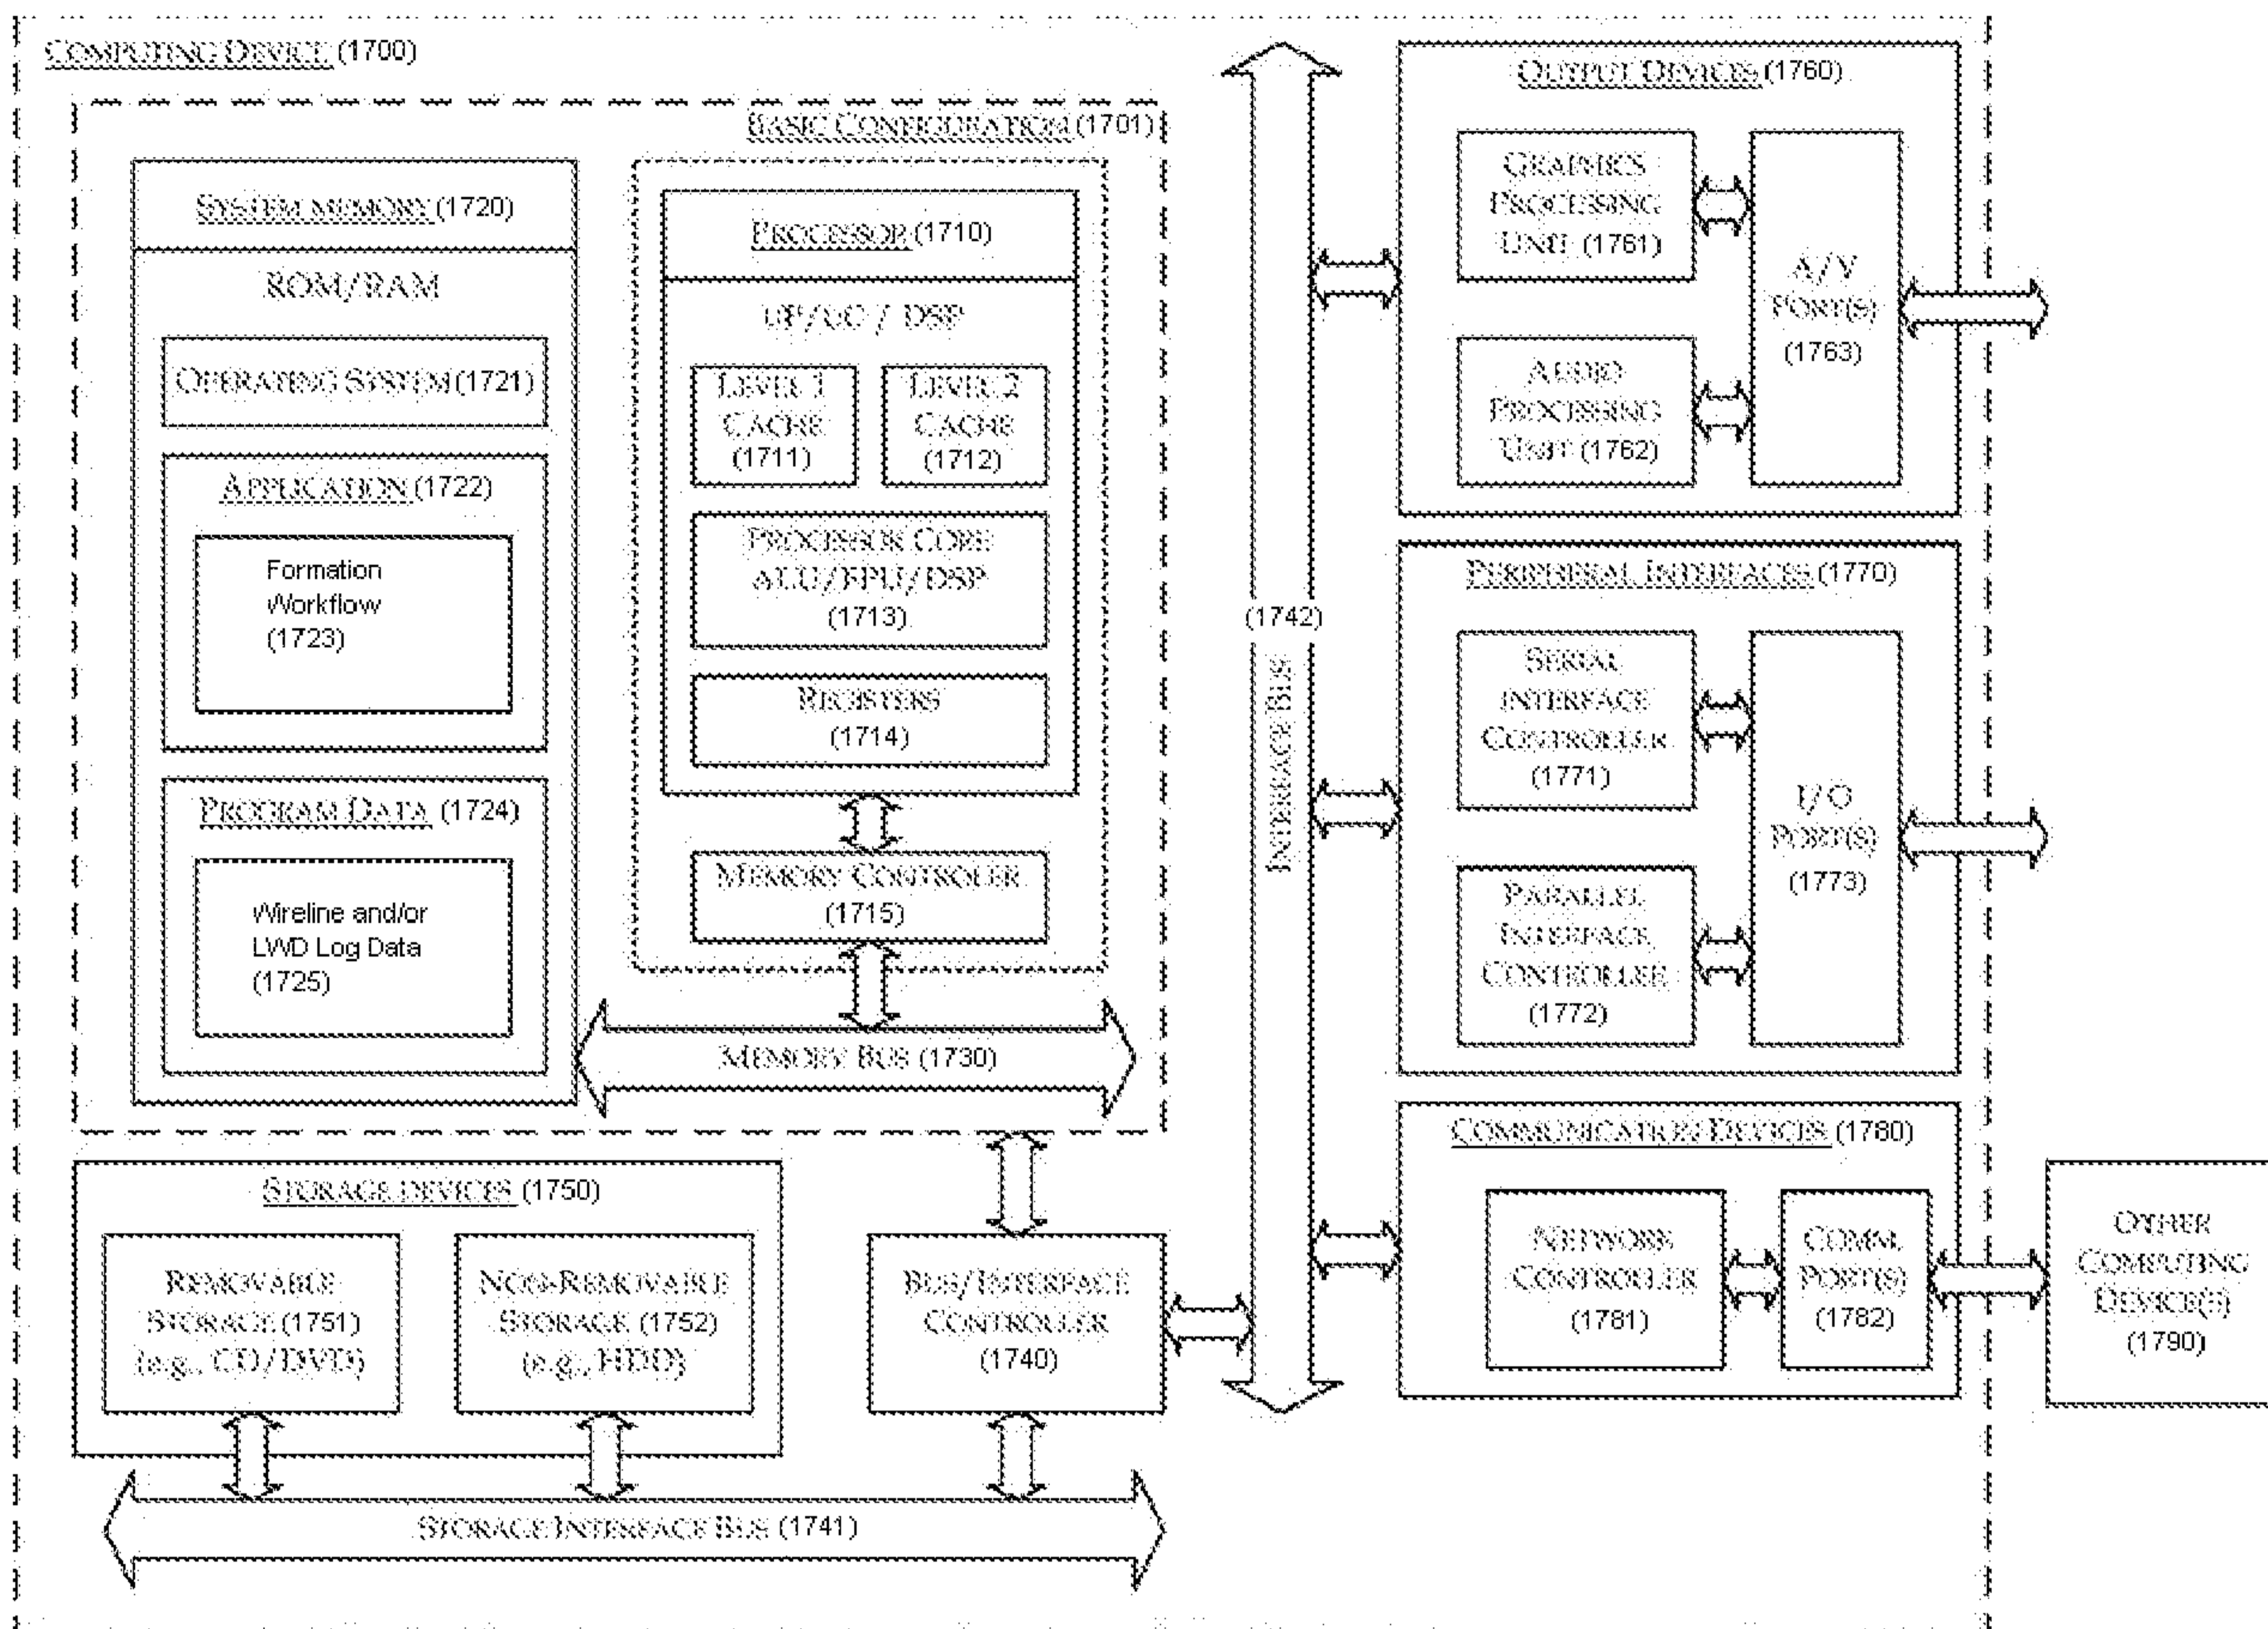 COMPUTING DEVICE (1700)
BASIC CONFIGURATION (1701)
SYSTEM MEMORY (1720)
ROM/RAM
OPERATING SYSTEM (1721)
APPLICATION (1722)
Formation
Workflow
(1723)
PROGRAM DATA (1724)
Wireline and/or
LWD Log Data
(1725)
PROCESSOR (1710)
UP/UC / DSP
LEVEL 1
CACHE
(1711)
LEVEL 2
CACHE
(1712)
PROCESSOR CORE
ALU/FPU/DSP
(1713)
REGISTERS
(1714)
MEMORY CONTROLER
(1715)
MEMORY BUS (1730)
STORAGE DEVICES (1750)
REMOVABLE
STORAGE (1751)
(e.g., CD/DVD)
NON-REMOVABLE
STORAGE (1752)
(e.g., HDD)
BUS/INTERFACE
CONTROLLER
(1740)
STORAGE INTERFACE BUS (1741)
(1742)
INTERFACE BUS
OUTPUT DEVICES (1760)
GRAPHICS
PROCESSING
UNIT (1761)
AUDIO
PROCESSING
UNIT (1762)
A/V
PORT(S)
(1763)
PERIPHERAL INTERFACES (1770)
SERIAL
INTERFACE
CONTROLLER
(1771)
PARALLEL
INTERFACE
CONTROLLER
(1772)
I/O
PORT(S)
(1773)
COMMUNICATION DEVICES (1780)
NETWORK
CONTROLLER
(1781)
COMM.
PORT(S)
(1782)
OTHER
COMPUTING
DEVICE(S)
(1790)